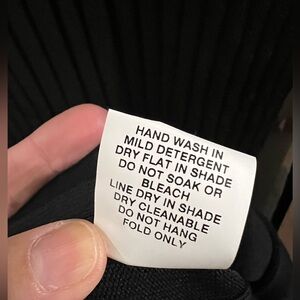 HAND WASH IN
MILD DETERGENT
DRY FLAT IN SHADE
DO NOT SOAK OR
BLEACH
LINE DRY IN SHADE
DRY CLEANABLE
DO NOT HANG
FOLD ONLY